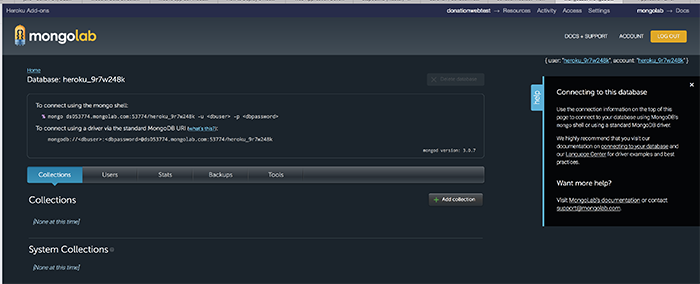 Heroku Add-ons
donationwebtest → Resources Activity Access Settings
mongolab → Docs
mongolab
DOCS + SUPPORT ACCOUNT LOG OUT
{ user: "heroku_9r7w248k", account: "heroku_9r7w248k" }
Home
Database: heroku_9r7w248k
Delete database
To connect using the mongo shell:
% mongo ds053774.mongolab.com:53774/heroku_9r7w248k -u <dbuser> -p <dbpassword>
To connect using a driver via the standard MongoDB URI (what's this?):
mongodb://<dbuser>:<dbpassword>@ds053774.mongolab.com:53774/heroku_9r7w248k
mongod version: 3.0.7
Collections Users Stats Backups Tools
Collections
Add collection
[None at this time]
System Collections
[None at this time]
help
×
Connecting to this database
Use the connection information on the top of this
page to connect to your database using MongoDB's
mongo shell or using a standard MongoDB driver.
We highly recommend that you visit our
documentation on connecting to your database and
our Language Center for driver examples and best
practices.
Want more help?
Visit MongoLab's documentation or contact
support@mongolab.com.